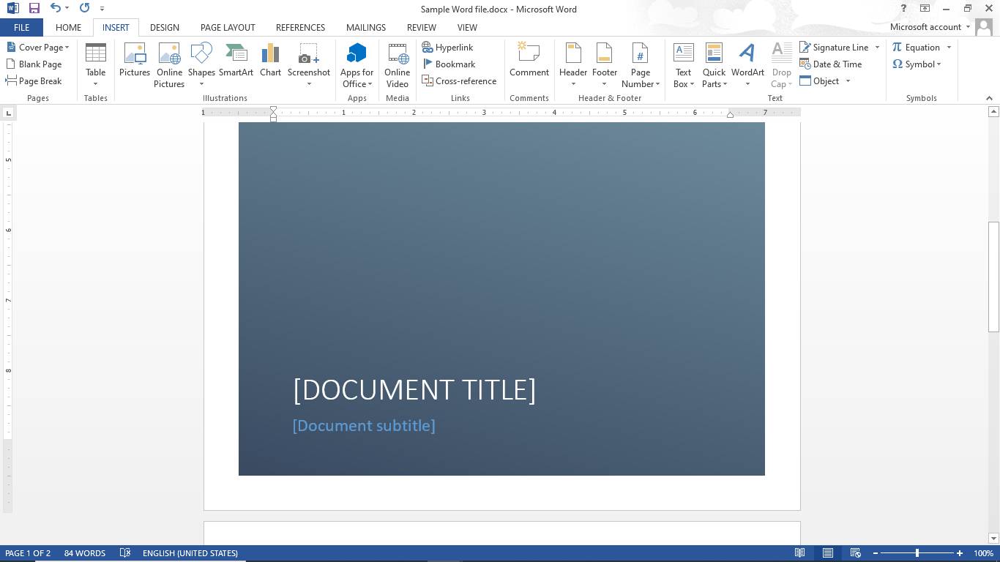 Sample Word file.docx - Microsoft Word
FILE HOME INSERT DESIGN PAGE LAYOUT REFERENCES MAILINGS REVIEW VIEW Microsoft account
Cover Page
Blank Page
Page Break
Pages
Table
Tables
Pictures
Online Pictures
Shapes
SmartArt
Chart
Screenshot
Illustrations
Apps for Office
Apps
Online Video
Media
Hyperlink
Bookmark
Cross-reference
Links
Comment
Comments
Header
Footer
Page Number
Header & Footer
Text Box
Quick Parts
WordArt
Drop Cap
Signature Line
Date & Time
Object
Text
Equation
Symbol
Symbols
1 1 2 3 4 5 6 7
5
6
7
8
[DOCUMENT TITLE]
[Document subtitle]
PAGE 1 OF 2 84 WORDS ENGLISH (UNITED STATES) 100%